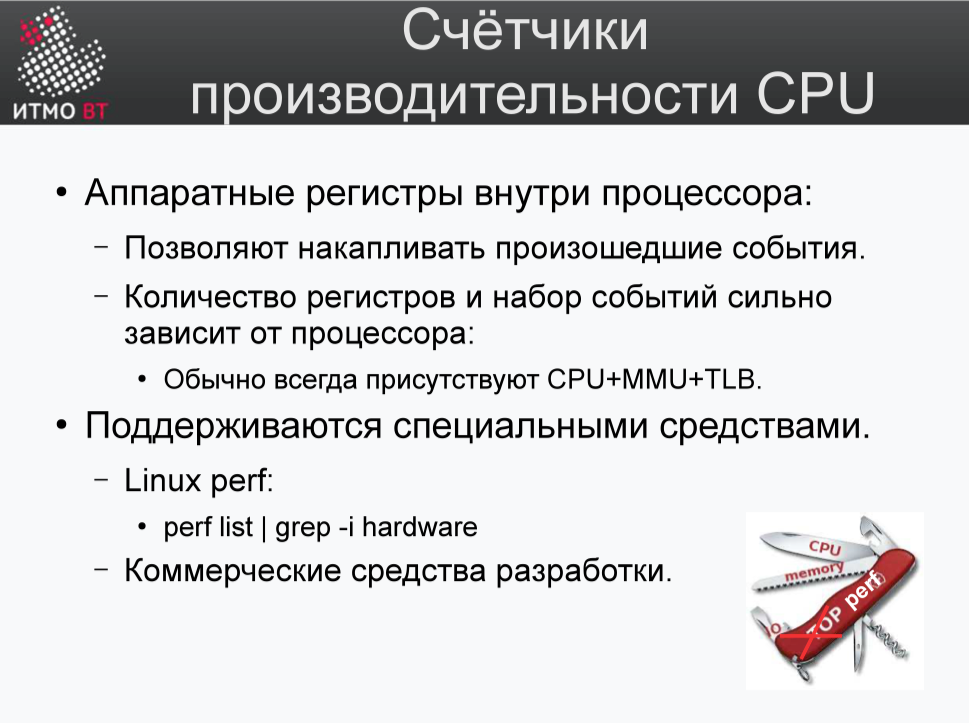 ИТМО ВТ
Счётчики
производительности CPU
• Аппаратные регистры внутри процессора:
– Позволяют накапливать произошедшие события.
– Количество регистров и набор событий сильно
зависит от процессора:
• Обычно всегда присутствуют CPU+MMU+TLB.
• Поддерживаются специальными средствами.
– Linux perf:
• perf list | grep -i hardware
– Коммерческие средства разработки.
CPU
memory
IO
TOP perf